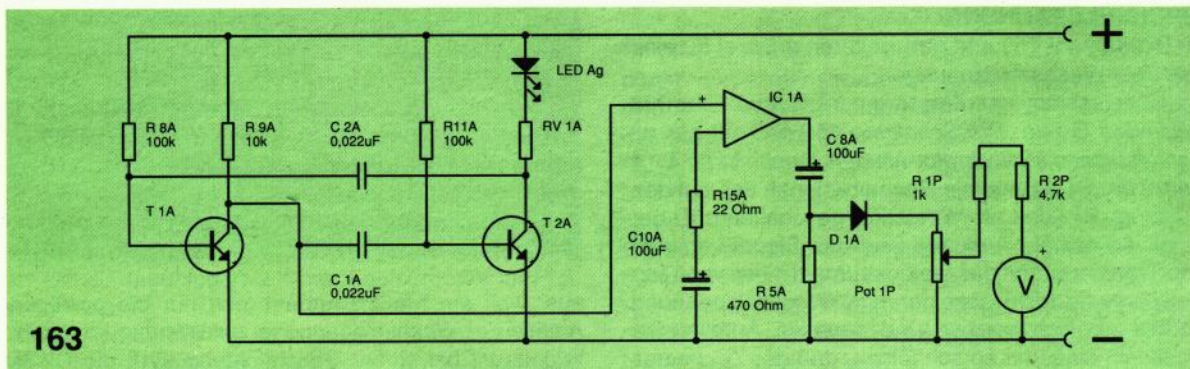 +
LED Ag
R 8A
100k
R 9A
10k
C 2A
0,022uF
R11A
100k
RV 1A
+
IC 1A
-
C 8A
100uF
+
R15A
22 Ohm
R 1P
1k
R 2P
4,7k
T 1A
T 2A
C10A
100uF
+
D 1A
+
V
C 1A
0,022uF
R 5A
470 Ohm
Pot 1P
163
−